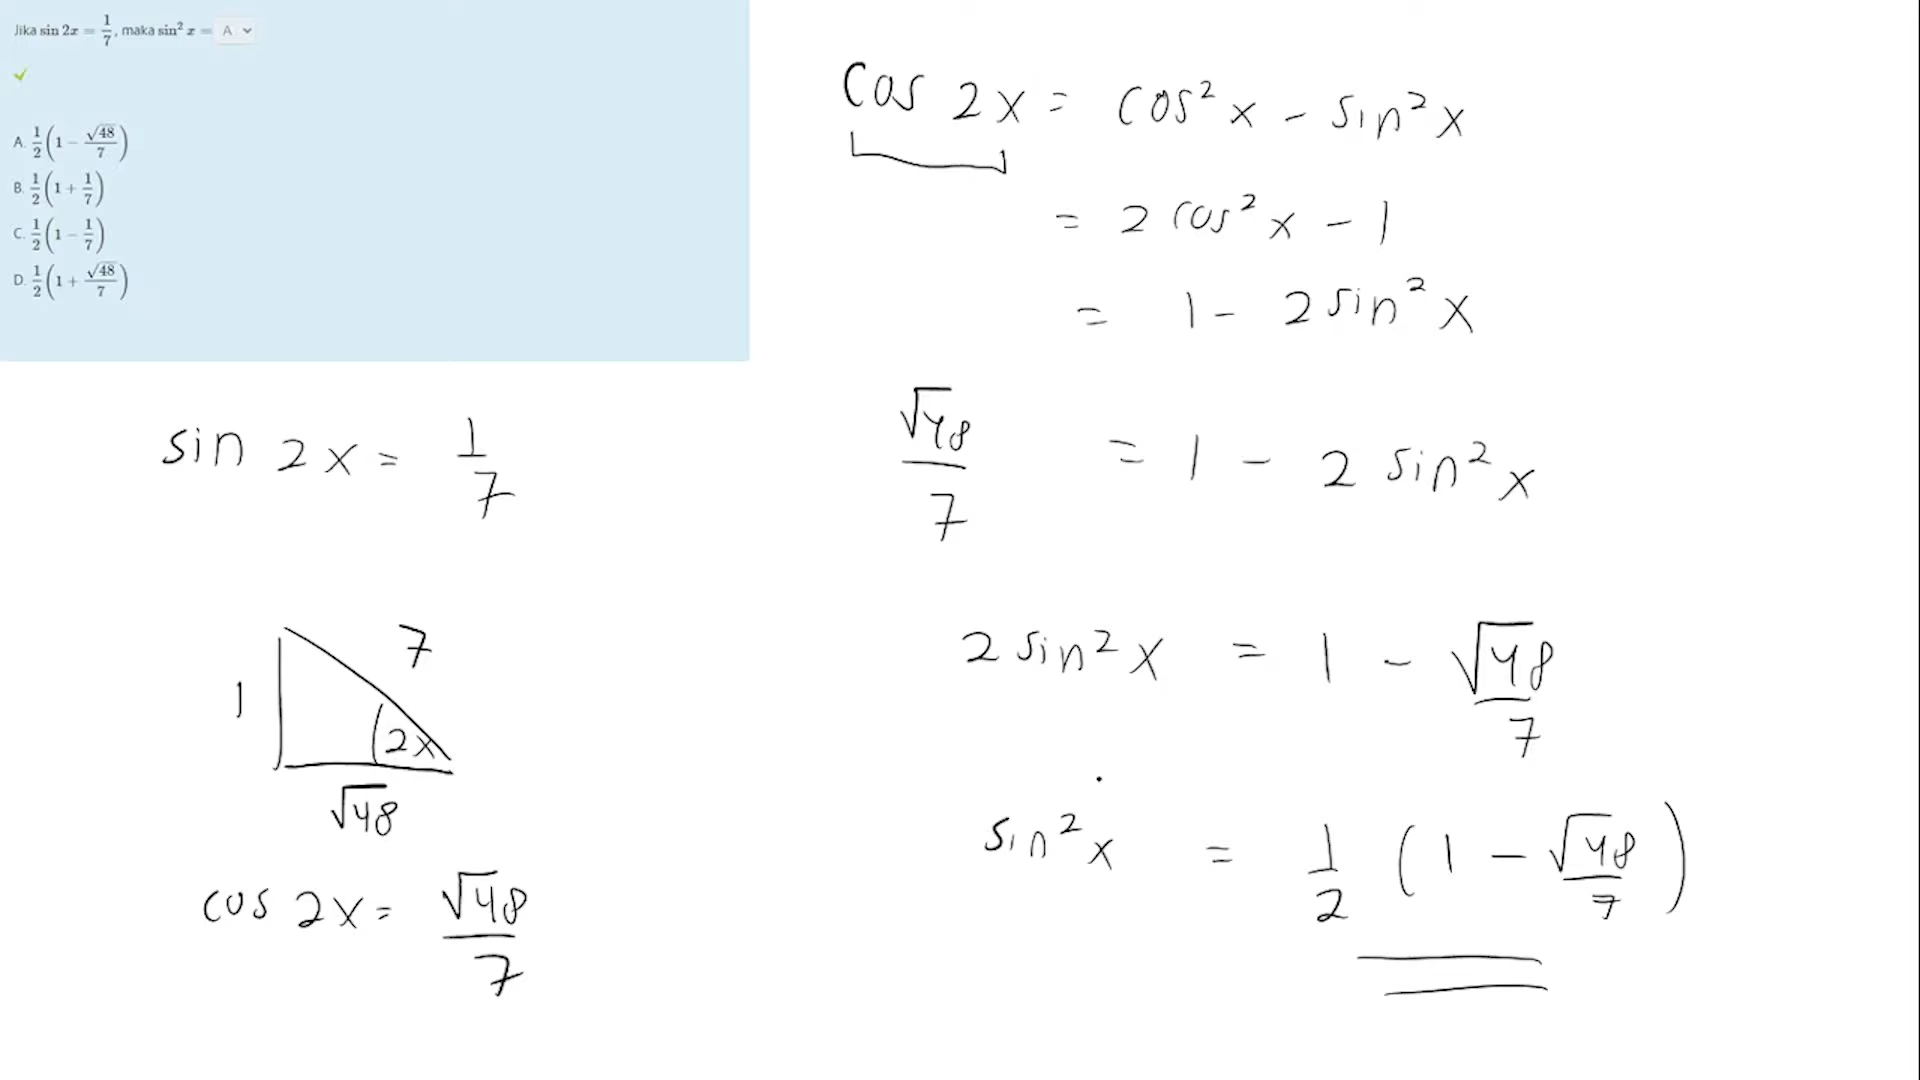 Jika sin 2x = 1/7, maka sin² x = A
A. 1/2(1 − √48/7)
B. 1/2(1 + 1/7)
C. 1/2(1 − 1/7)
D. 1/2(1 + √48/7)
sin 2x = 1/7
1
7
2x
√48
cos 2x = √48/7
cos 2x = cos² x − sin² x
= 2 cos² x − 1
= 1 − 2 sin² x
√48/7 = 1 − 2 sin² x
2 sin² x = 1 − √48/7
sin² x = 1/2 (1 − √48/7)